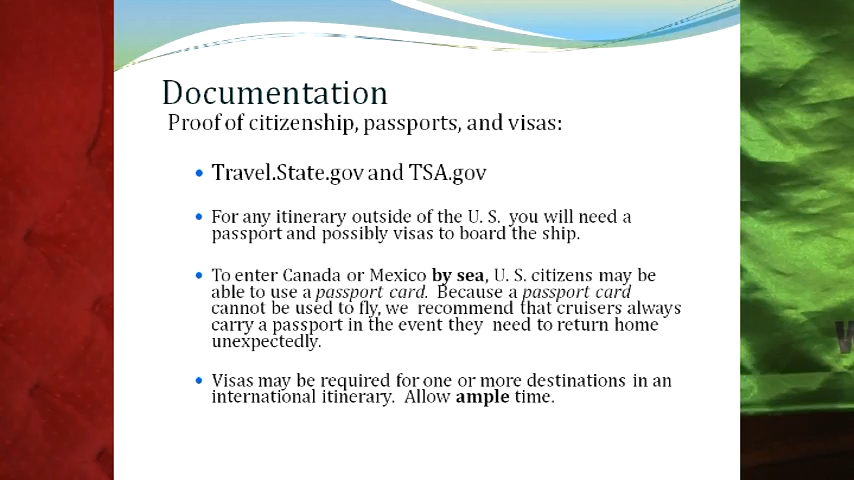 Documentation
Proof of citizenship, passports, and visas:
• Travel.State.gov and TSA.gov
• For any itinerary outside of the U. S. you will need a
passport and possibly visas to board the ship.
• To enter Canada or Mexico by sea, U. S. citizens may be
able to use a passport card. Because a passport card
cannot be used to fly, we recommend that cruisers always
carry a passport in the event they need to return home
unexpectedly.
• Visas may be required for one or more destinations in an
international itinerary. Allow ample time.